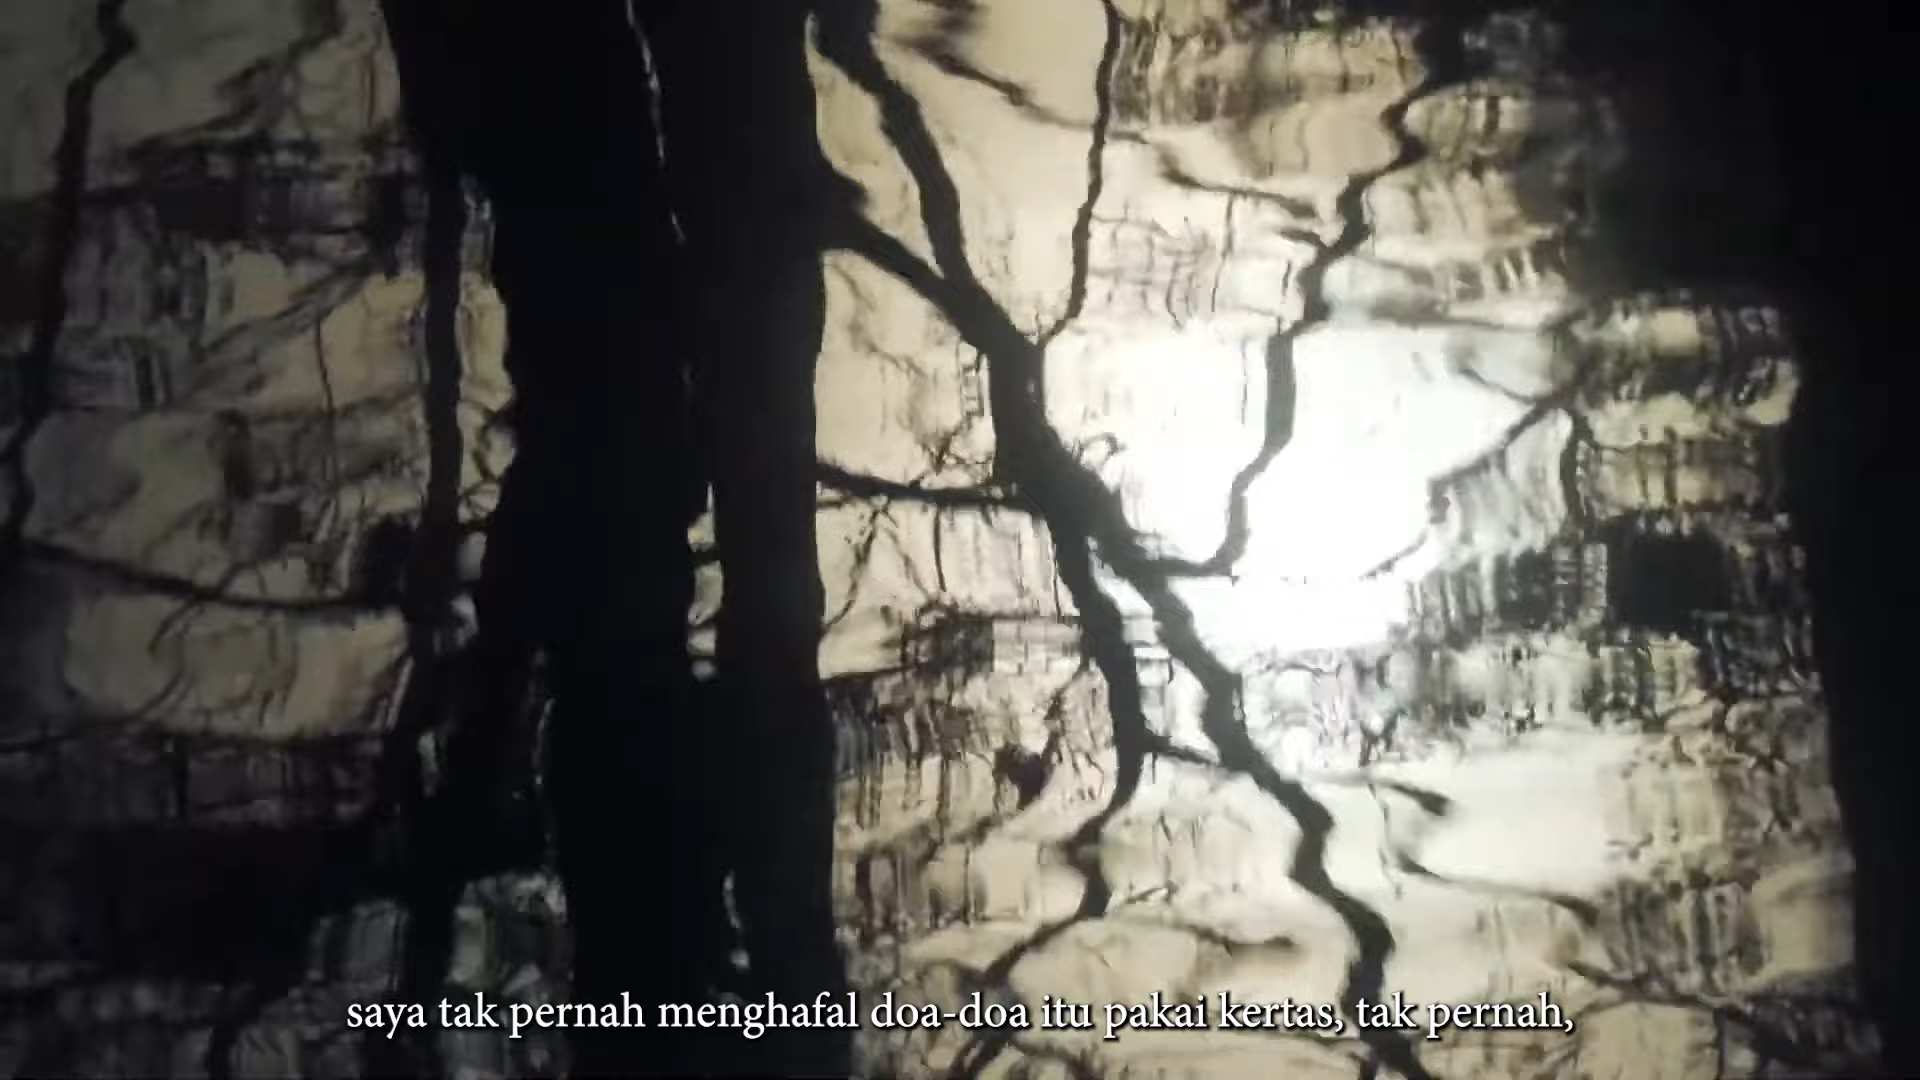 saya tak pernah menghafal doa-doa itu pakai kertas, tak pernah,